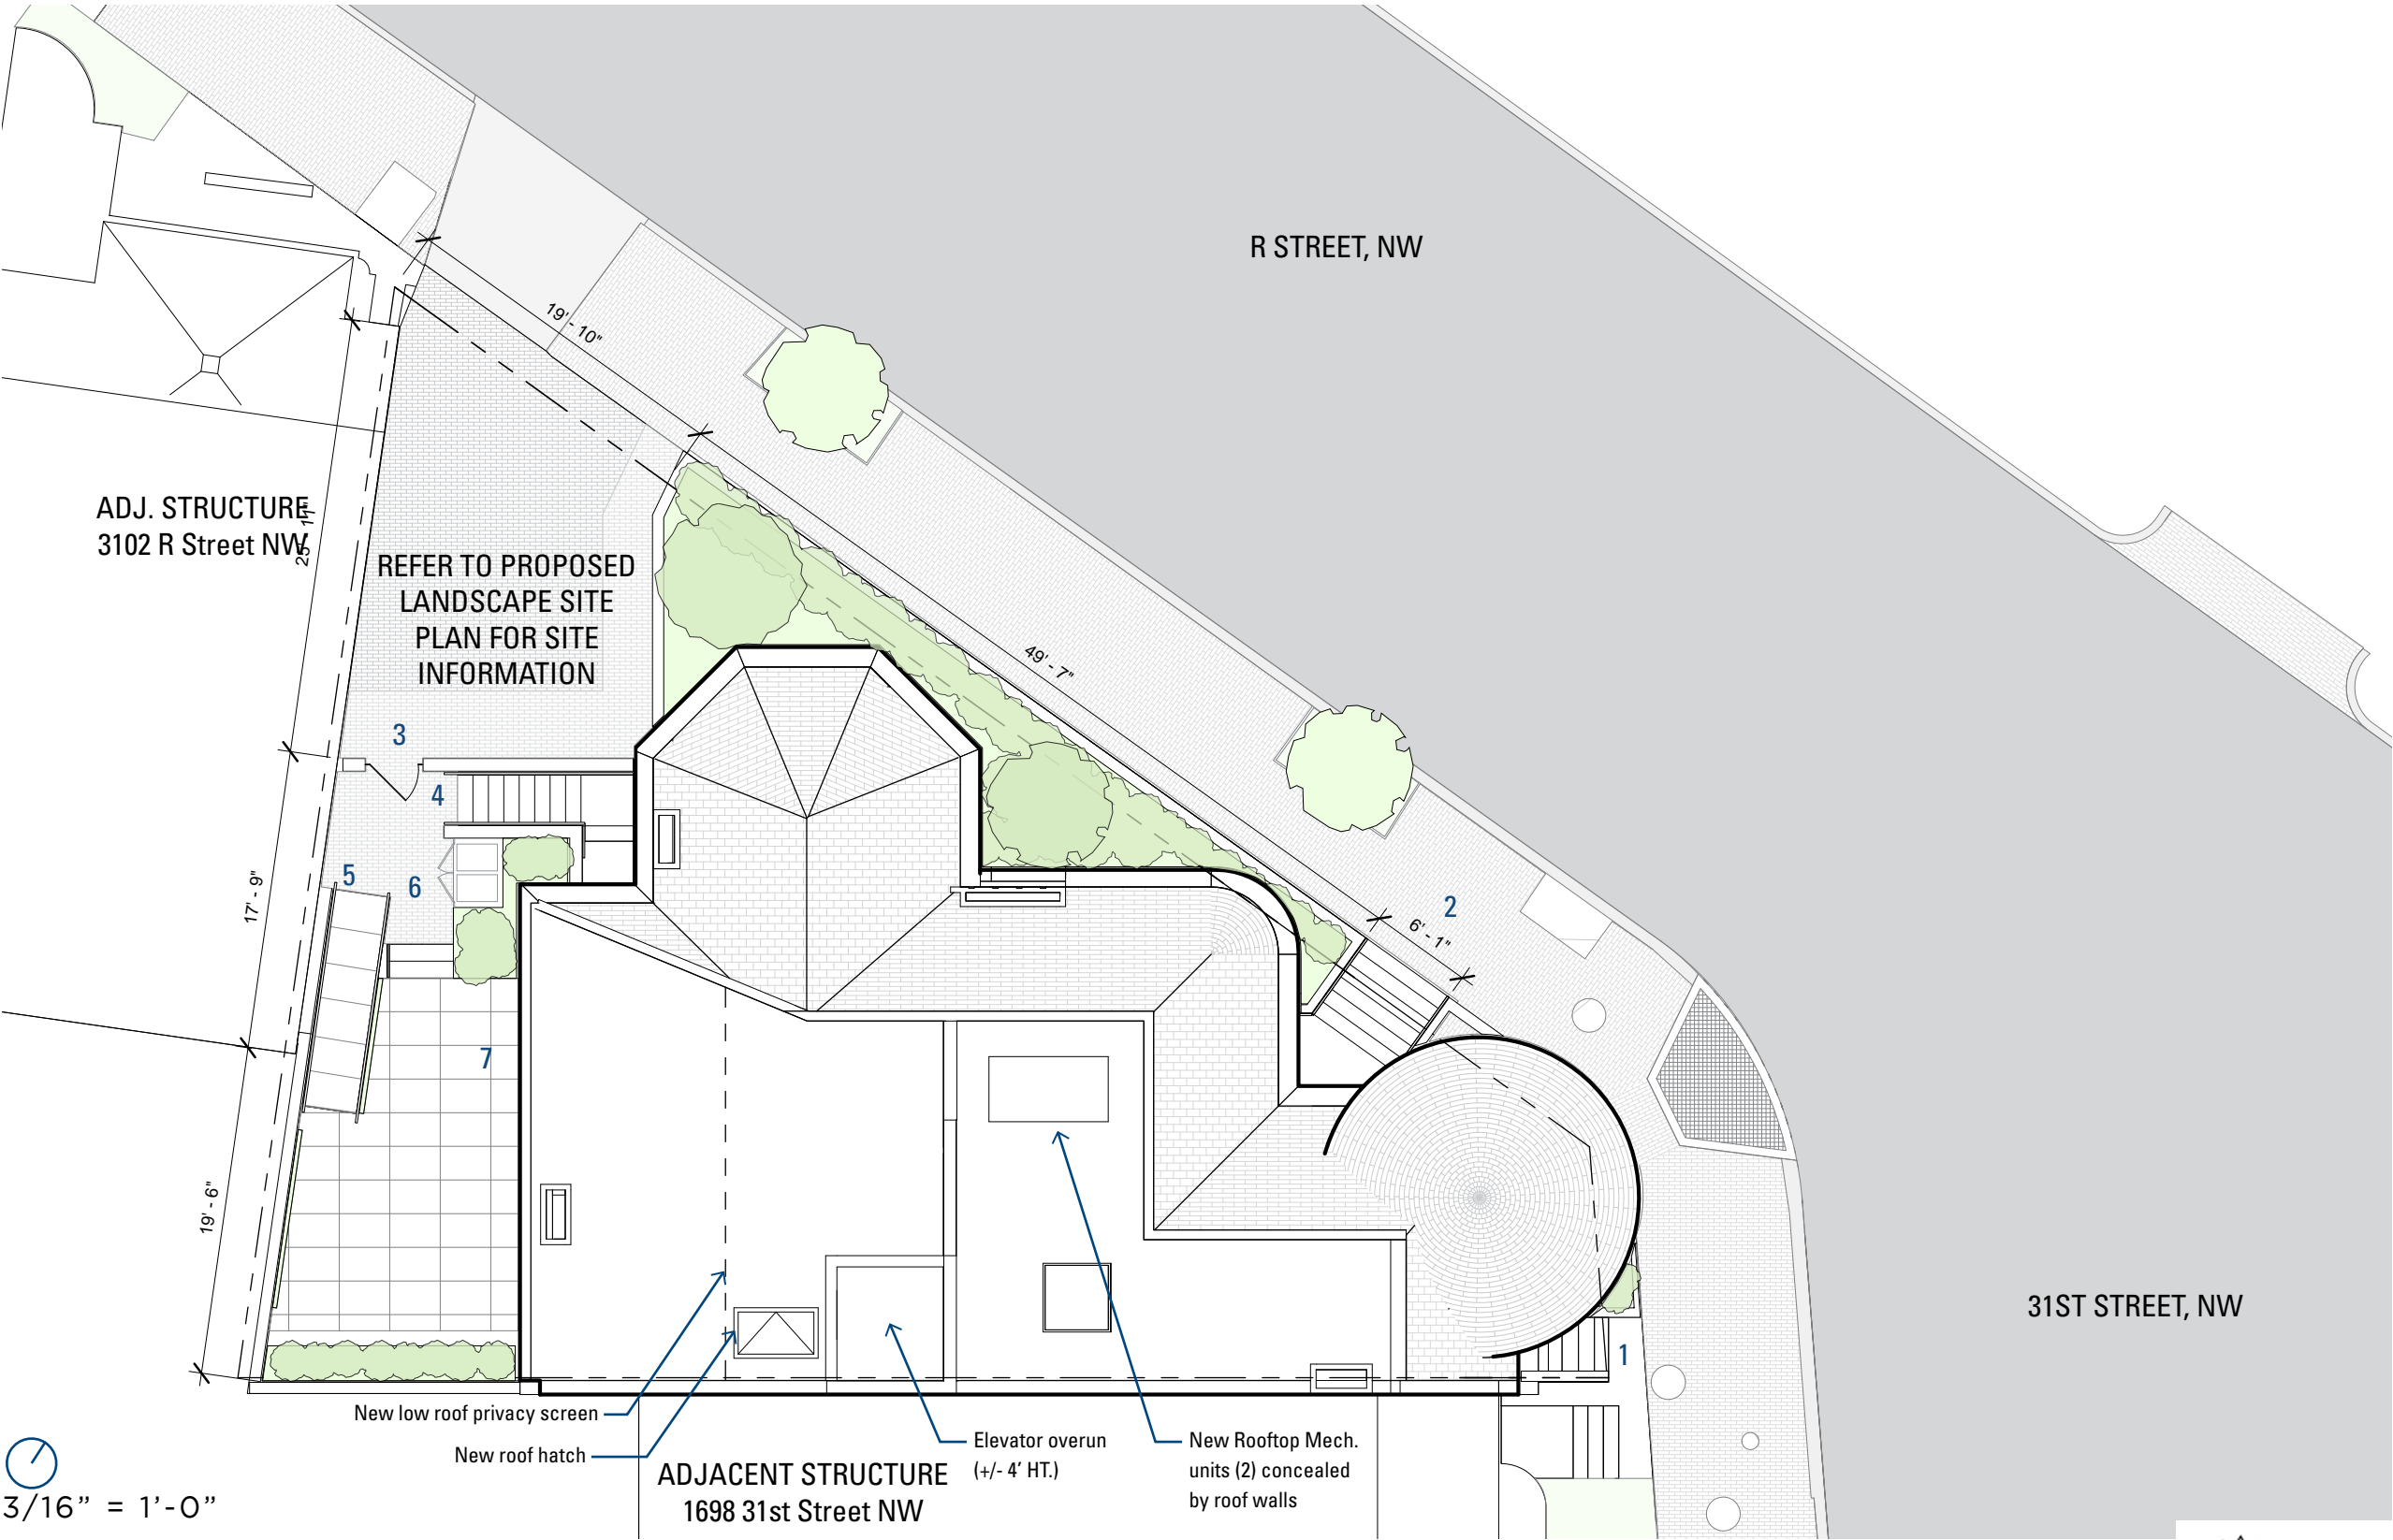 R STREET, NW
19' - 10"
ADJ. STRUCTURE
3102 R Street NW
REFER TO PROPOSED
LANDSCAPE SITE
PLAN FOR SITE
INFORMATION
49' - 7"
3
4
5
6
2
6' - 1"
17' - 9"
7
19' - 6"
31ST STREET, NW
1
New low roof privacy screen
New roof hatch
Elevator overun
(+/- 4’ HT.)
New Rooftop Mech.
units (2) concealed
by roof walls
ADJACENT STRUCTURE
1698 31st Street NW
3/16” = 1’-0”